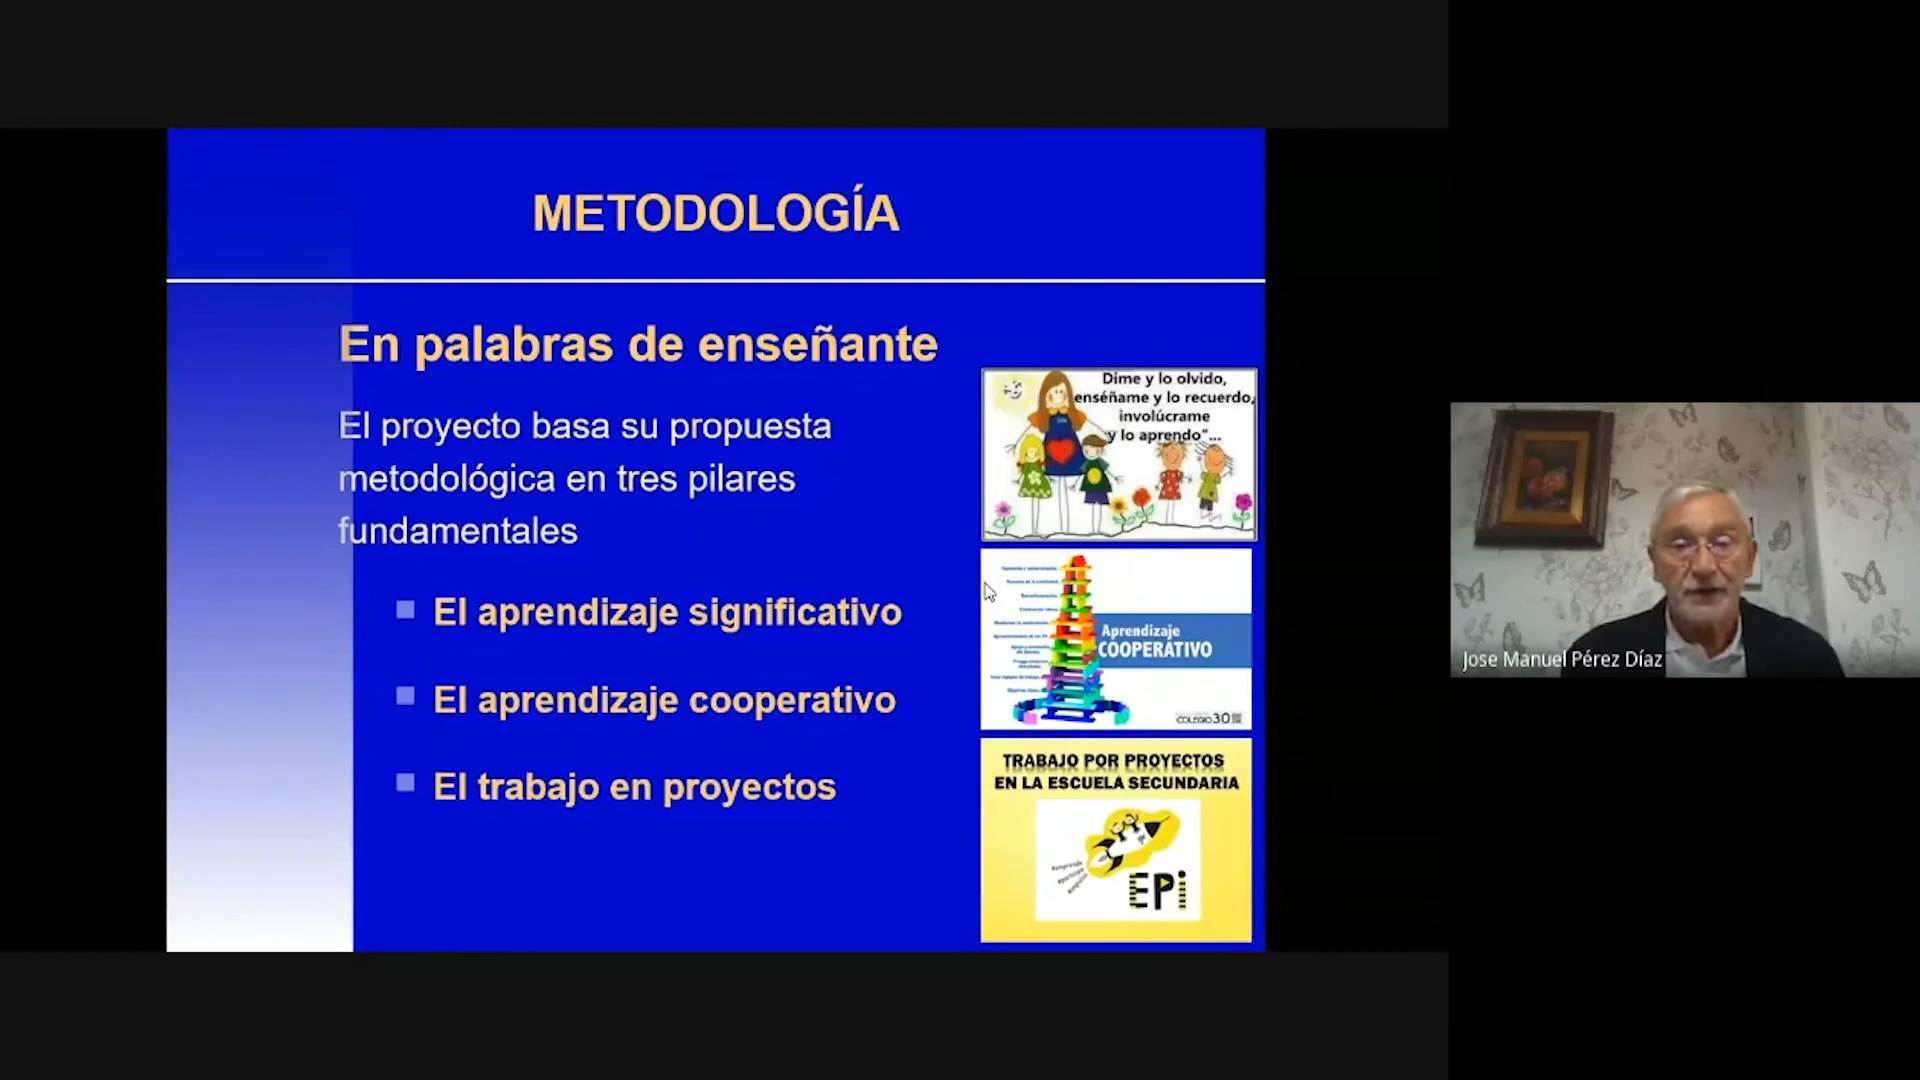 METODOLOGÍA
En palabras de enseñante
El proyecto basa su propuesta
metodológica en tres pilares
fundamentales
El aprendizaje significativo
El aprendizaje cooperativo
El trabajo en proyectos
Dime y lo olvido,
enséñame y lo recuerdo,
involúcrame
y lo aprendo"...
Aprendizaje
COOPERATIVO
COLEGIO30
TRABAJO POR PROYECTOS
EN LA ESCUELA SECUNDARIA
EPi
Jose Manuel Pérez Díaz